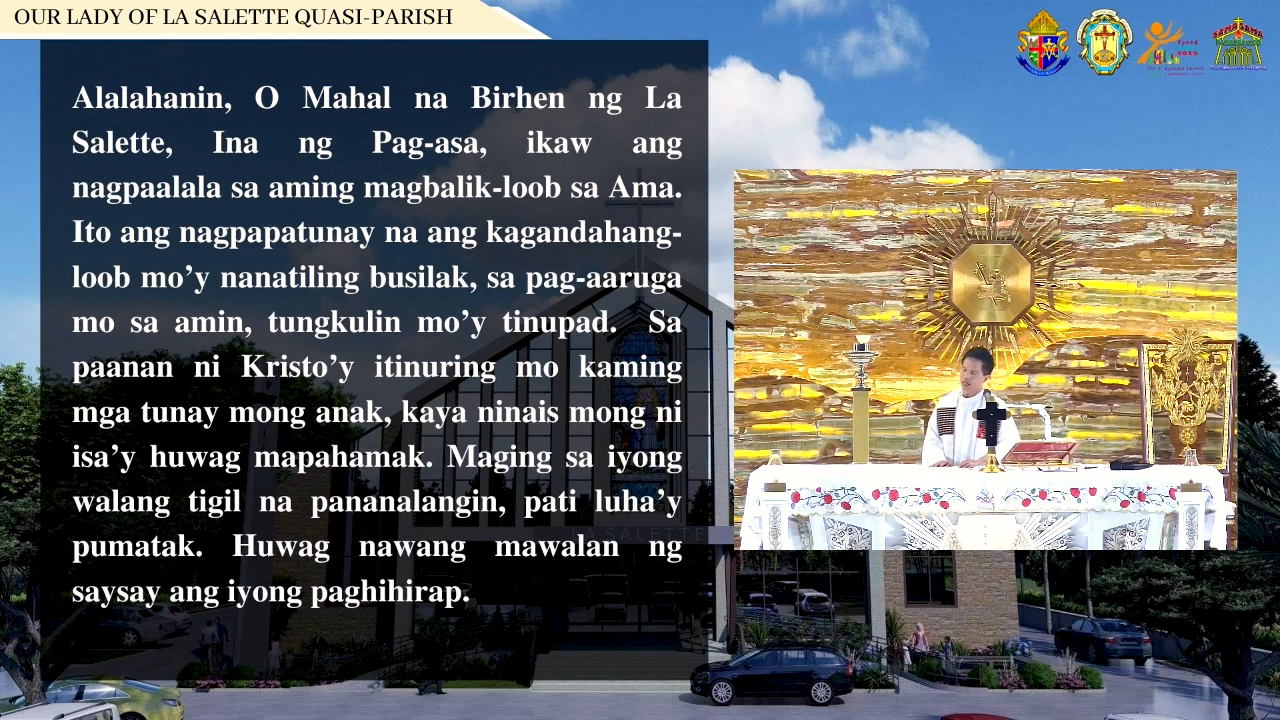 OUR LADY OF LA SALETTE QUASI-PARISH
Alalahanin, O Mahal na Birhen ng La
Salette, Ina ng Pag-asa, ikaw ang
nagpaalala sa aming magbalik-loob sa Ama.
Ito ang nagpapatunay na ang kagandahang-
loob mo’y nanatiling busilak, sa pag-aaruga
mo sa amin, tungkulin mo’y tinupad. Sa
paanan ni Kristo’y itinuring mo kaming
mga tunay mong anak, kaya ninais mong ni
isa’y huwag mapahamak. Maging sa iyong
walang tigil na pananalangin, pati luha’y
pumatak. Huwag nawang mawalan ng
saysay ang iyong paghihirap.
SALETTE